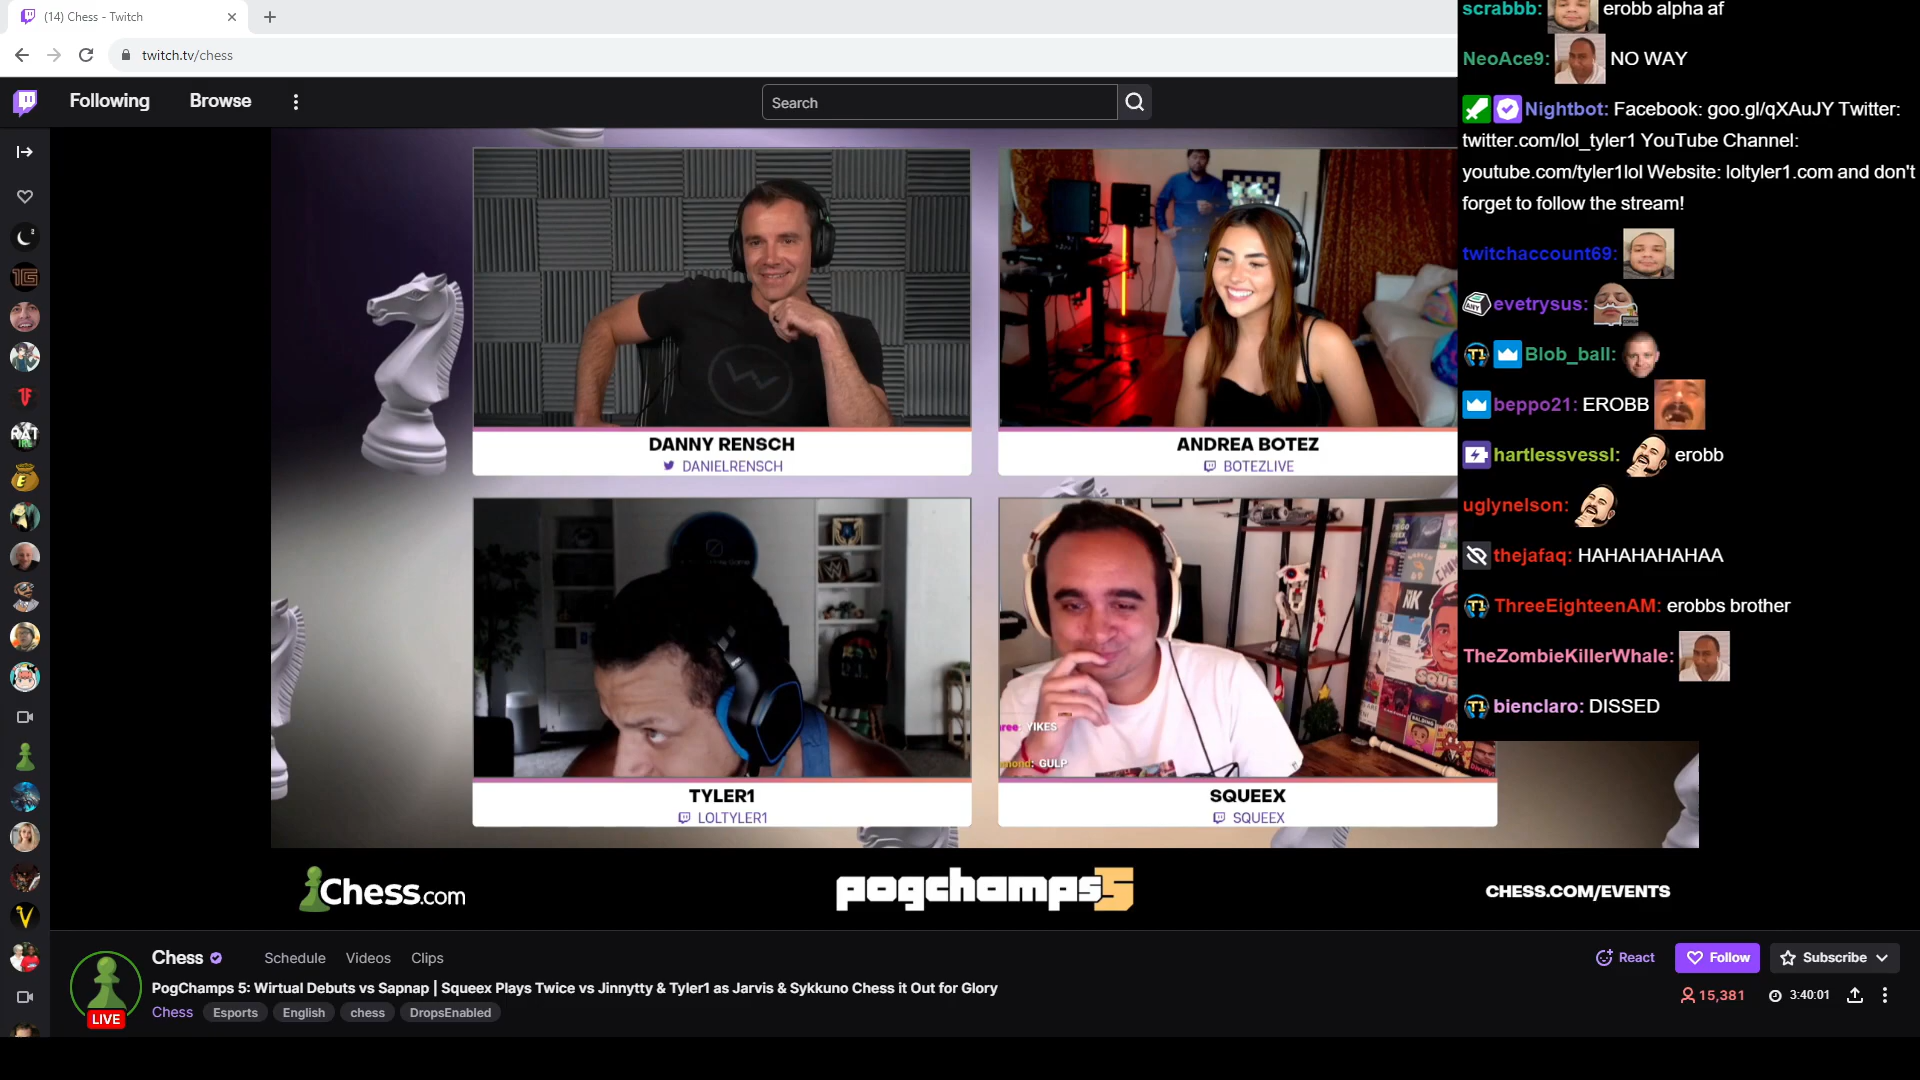 (14) Chess - Twitch
twitch.tv/chess
Following
Browse
Search
DANNY RENSCH
DANIELRENSCH
ANDREA BOTEZ
BOTEZLIVE
TYLER1
LOLTYLER1
YIKES
GULP
SQUEEX
SQUEEX
Chess.com
pogchamps5
CHESS.COM/EVENTS
scrabbb: erobb alpha af
NeoAce9: NO WAY
Nightbot: Facebook: goo.gl/qXAuJY Twitter:
twitter.com/lol_tyler1 YouTube Channel:
youtube.com/tyler1lol Website: loltyler1.com and don't
forget to follow the stream!
twitchaccount69:
evetrysus:
T1 Blob_ball:
beppo21: EROBB
hartlessvessl: erobb
uglynelson:
thejafaq: HAHAHAHAHAA
T1 ThreeEighteenAM: erobbs brother
TheZombieKillerWhale:
T1 bienclaro: DISSED
Chess
Schedule
Videos
Clips
PogChamps 5: Wirtual Debuts vs Sapnap | Squeex Plays Twice vs Jinnytty & Tyler1 as Jarvis & Sykkuno Chess it Out for Glory
Chess
Esports
English
chess
DropsEnabled
LIVE
React
Follow
Subscribe
15,381
3:40:01